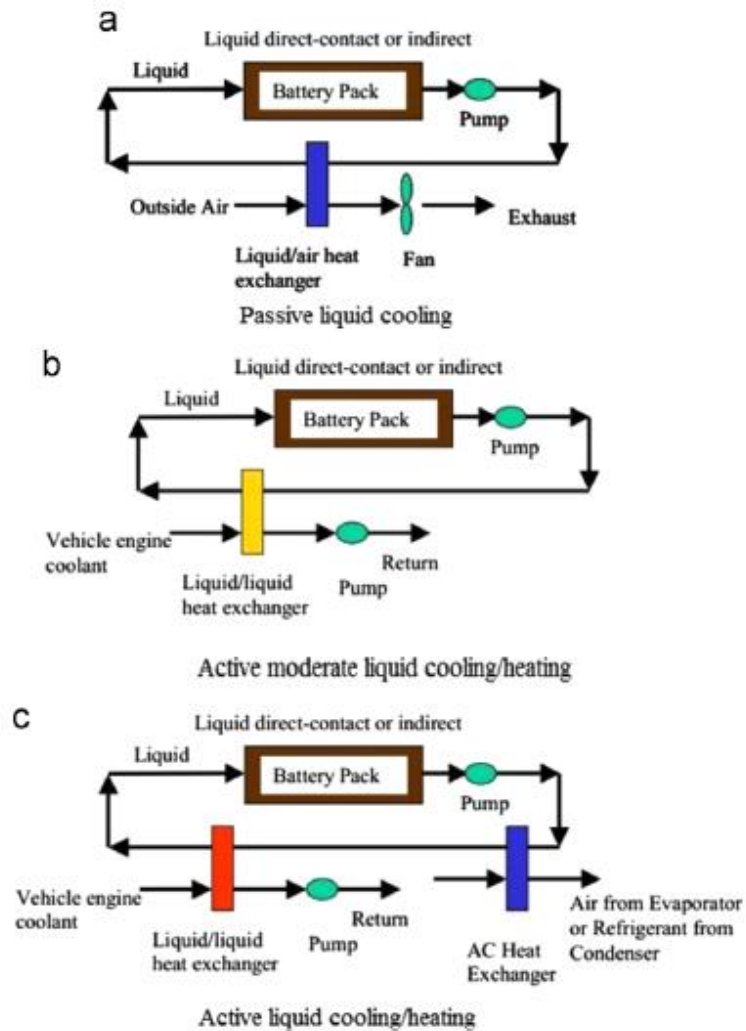 a
Liquid direct-contact or indirect
Liquid
Battery Pack
Pump
Outside Air
Exhaust
Liquid/air heat
exchanger
Fan
Passive liquid cooling
b
Liquid direct-contact or indirect
Liquid
Battery Pack
Pump
Vehicle engine
coolant
Return
Liquid/liquid
heat exchanger
Pump
Active moderate liquid cooling/heating
c
Liquid direct-contact or indirect
Liquid
Battery Pack
Pump
Vehicle engine
coolant
Return
Liquid/liquid
heat exchanger
Pump
AC Heat
Exchanger
Air from Evaporator
or Refrigerant from
Condenser
Active liquid cooling/heating